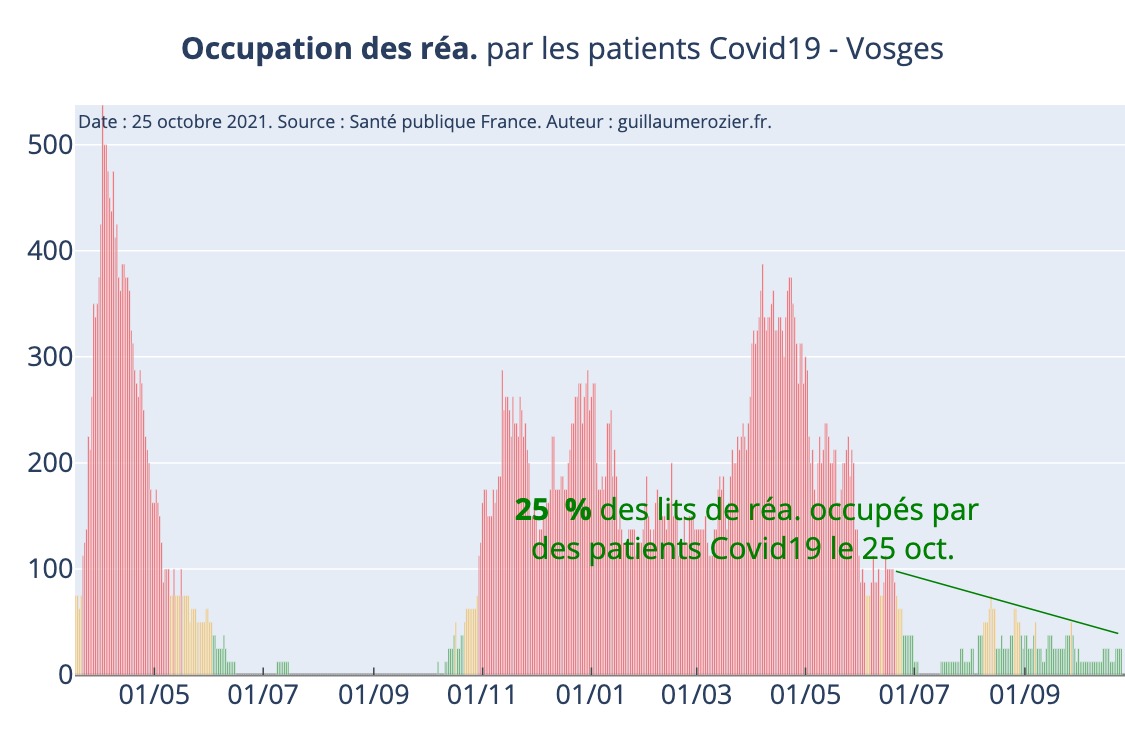 Occupation des réa. par les patients Covid19 - Vosges
Date : 25 octobre 2021. Source : Santé publique France. Auteur : guillaumerozier.fr.
500
400
300
200
25 % des lits de réa. occupés par
des patients Covid19 le 25 oct.
100
0
01/05 01/07 01/09 01/11 01/01 01/03 01/05 01/07 01/09